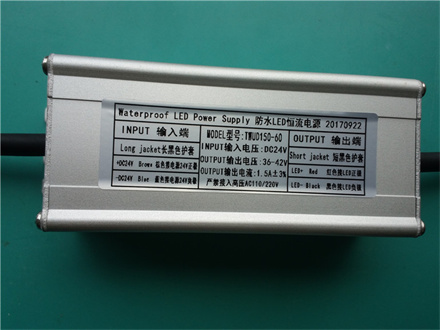 Waterproof LED Power Supply 防水LED恒流电源 20170922
INPUT 输入端
Long jacket长黑色护套
+DC24V Brown 棕色接电源24V正极
-DC24V Blue 蓝色接电源24V负极
MODEL型号:TWUD150-60
INPUT输入电压:DC24V
OUTPUT输出电压:36-42V
OUTPUT输出电流:1.5A±3%
严禁接入高压AC110/220V
OUTPUT 输出端
Short jacket 短黑色护套
LED+ Red 红色接LED正极
LED- Black 黑色接LED负极